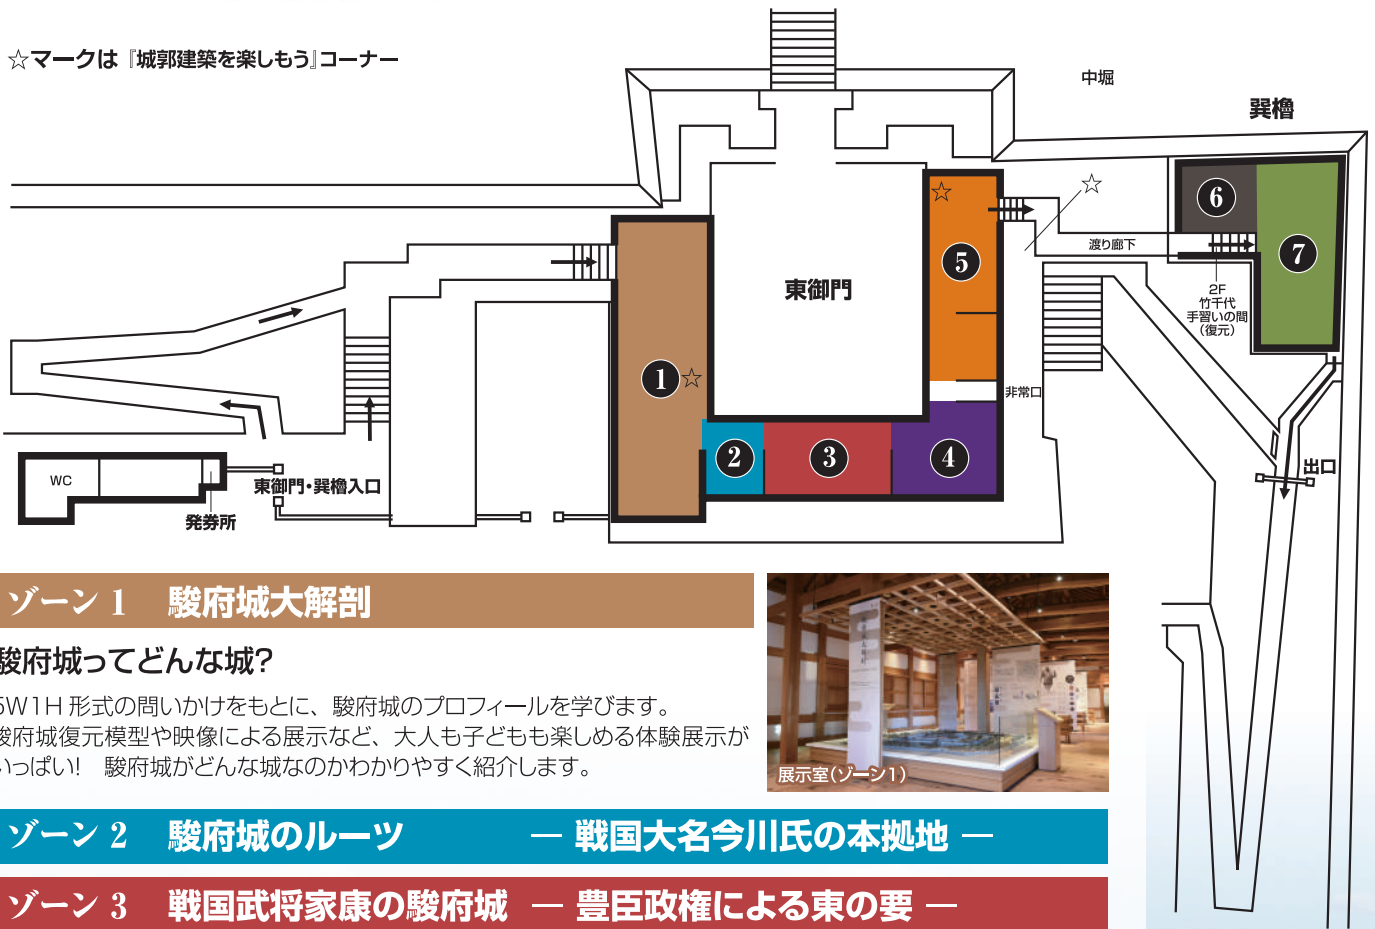 ☆マークは『城郭建築を楽しもう』コーナー
中堀
巽櫓
☆
☆
6
7
5
渡り廊下
東御門
2F
竹千代
手習いの間
(復元)
1☆
非常口
2
3
4
WC
東御門・巽櫓入口
発券所
出口
ゾーン 1 駿府城大解剖
駿府城ってどんな城?
5W1H 形式の問いかけをもとに、駿府城のプロフィールを学びます。
駿府城復元模型や映像による展示など、大人も子どもも楽しめる体験展示が
いっぱい! 駿府城がどんな城なのかわかりやすく紹介します。
展示室(ゾーン1)
ゾーン 2 駿府城のルーツ ― 戦国大名今川氏の本拠地 ―
ゾーン 3 戦国武将家康の駿府城 ― 豊臣政権による東の要 ―